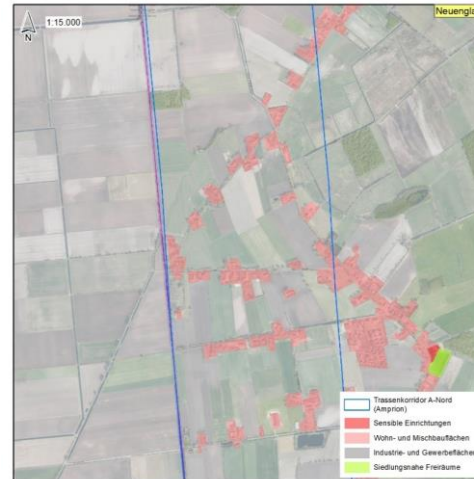 N
1:15.000
Neuengla
Trassenkorridor A-Nord
(Amprion)
Sensible Einrichtungen
Wohn- und Mischbauflächen
Industrie- und Gewerbeflächen
Siedlungsnahe Freiräume